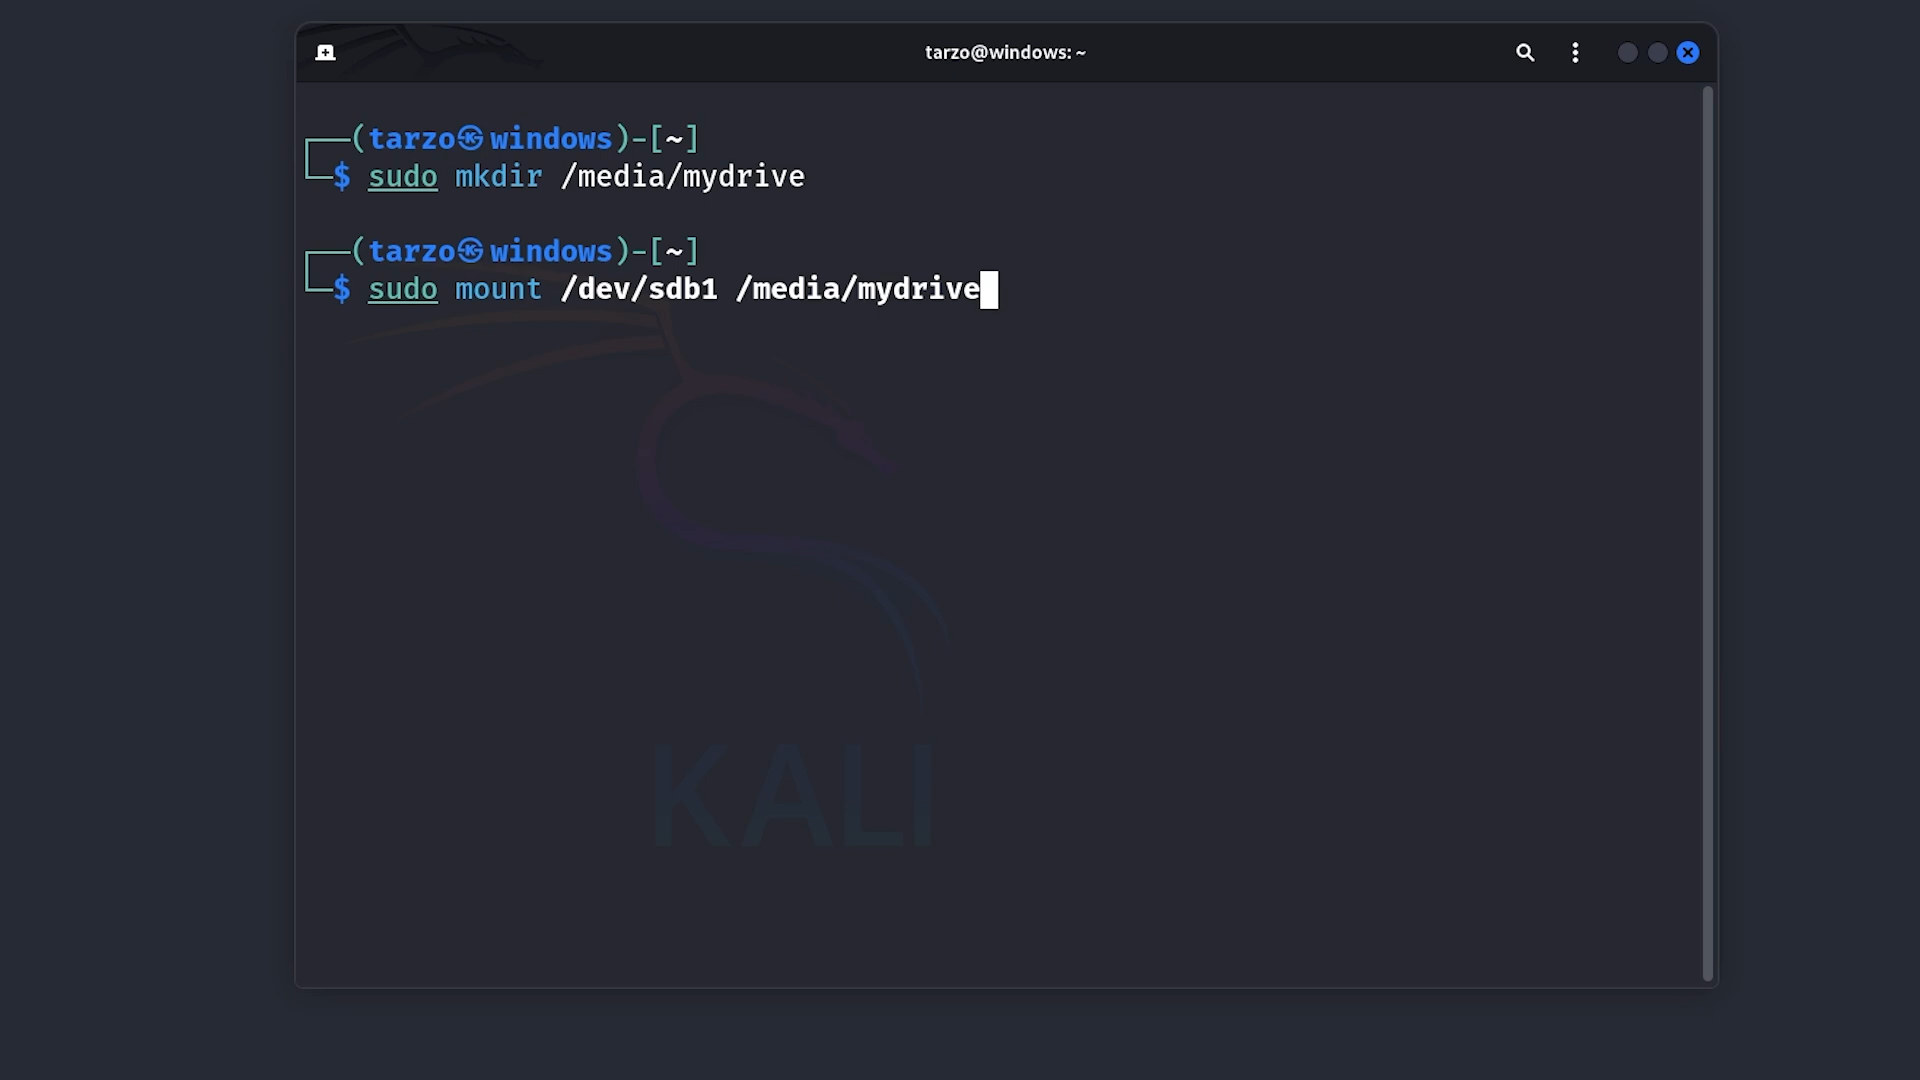 tarzo@windows: ~
┌──(tarzo㉿windows)-[~]
└─$ sudo mkdir /media/mydrive
┌──(tarzo㉿windows)-[~]
└─$ sudo mount /dev/sdb1 /media/mydrive
KALI